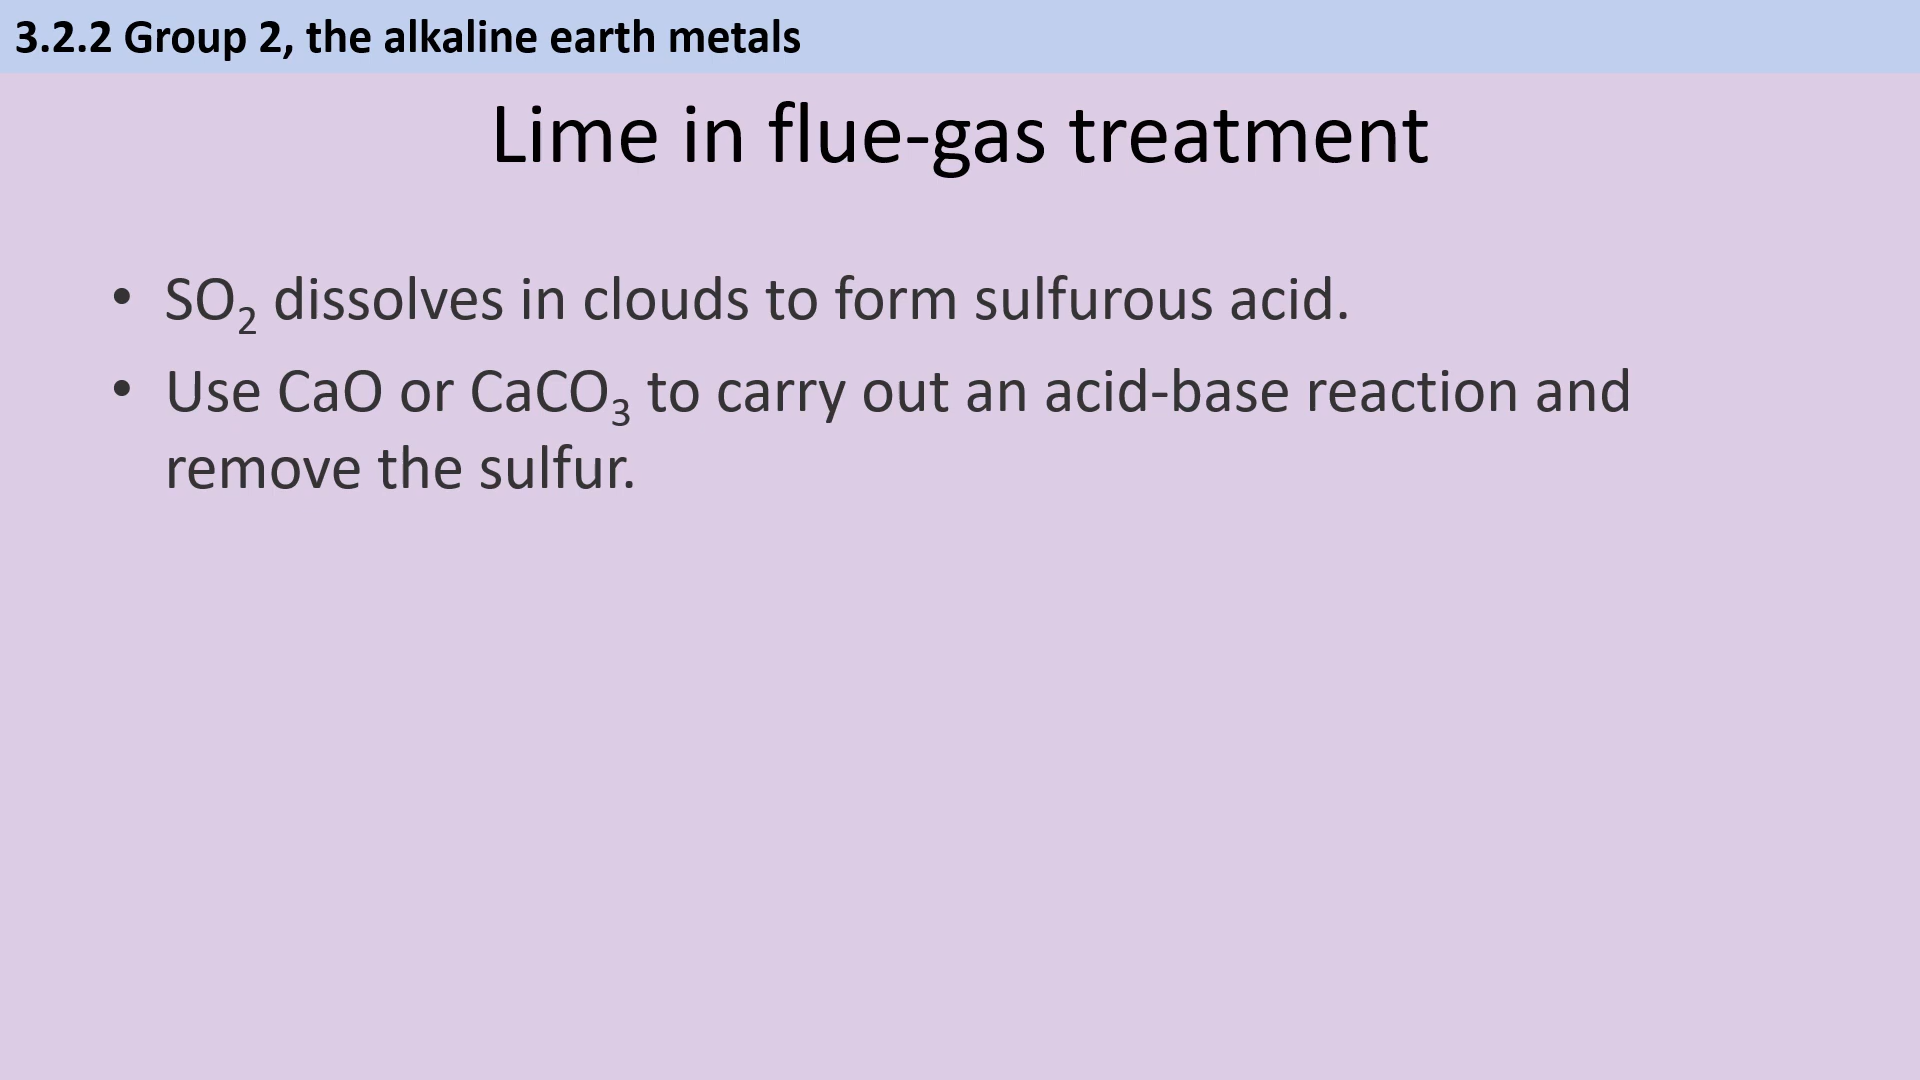 3.2.2 Group 2, the alkaline earth metals
Lime in flue-gas treatment
• SO₂ dissolves in clouds to form sulfurous acid.
• Use CaO or CaCO₃ to carry out an acid-base reaction and
remove the sulfur.